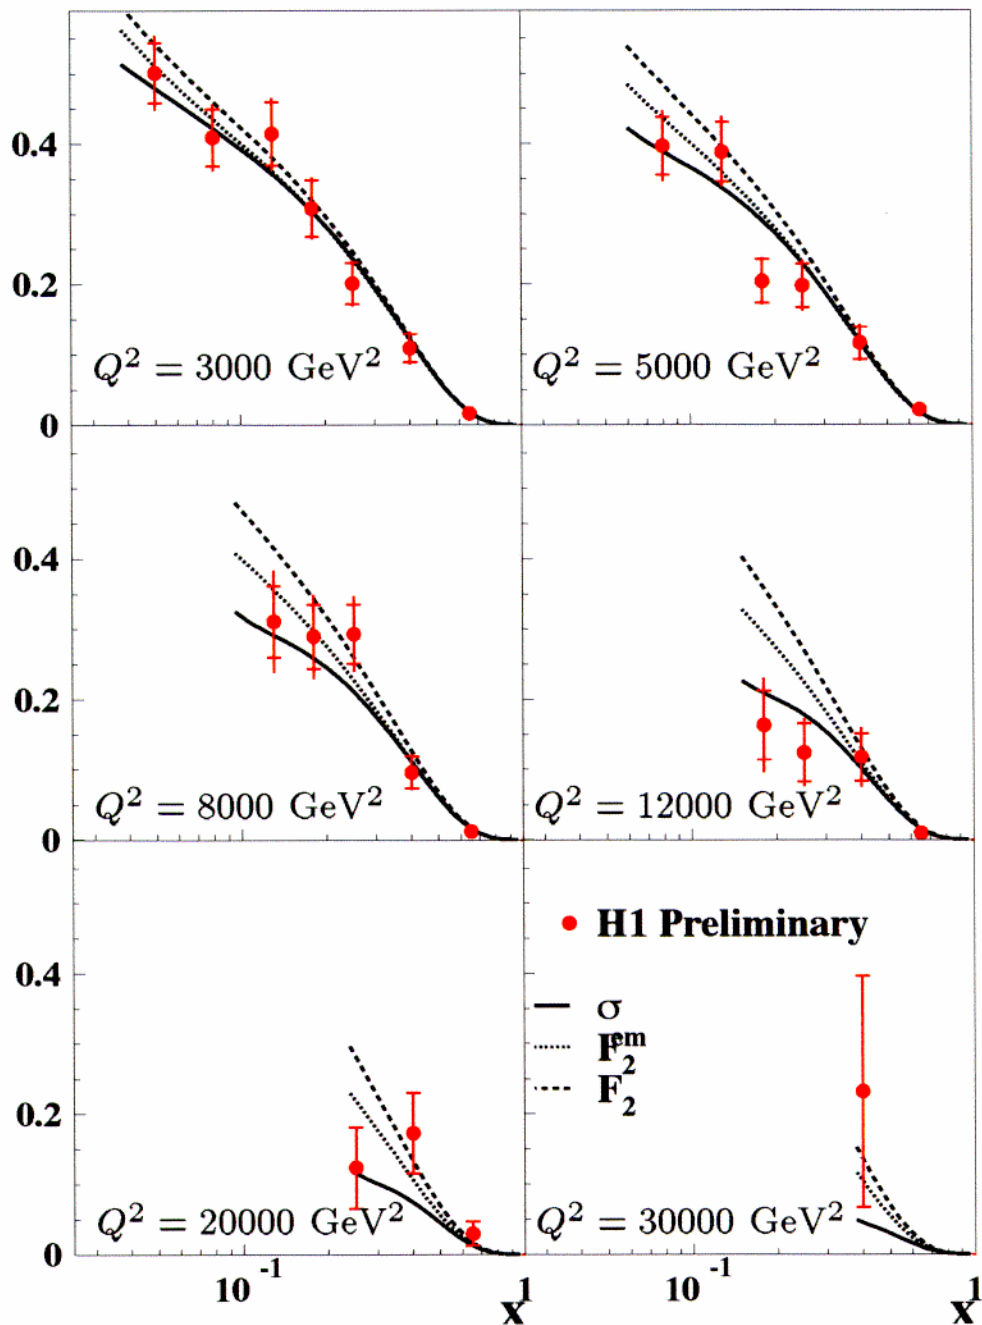 0.4
0.2
0
Q² = 3000 GeV²
Q² = 5000 GeV²
0.4
0.2
0
Q² = 8000 GeV²
Q² = 12000 GeV²
H1 Preliminary
0.4
σ
F₂^em
F₂
0.2
0
Q² = 20000 GeV²
Q² = 30000 GeV²
10⁻¹ 1 10⁻¹ 1
x x